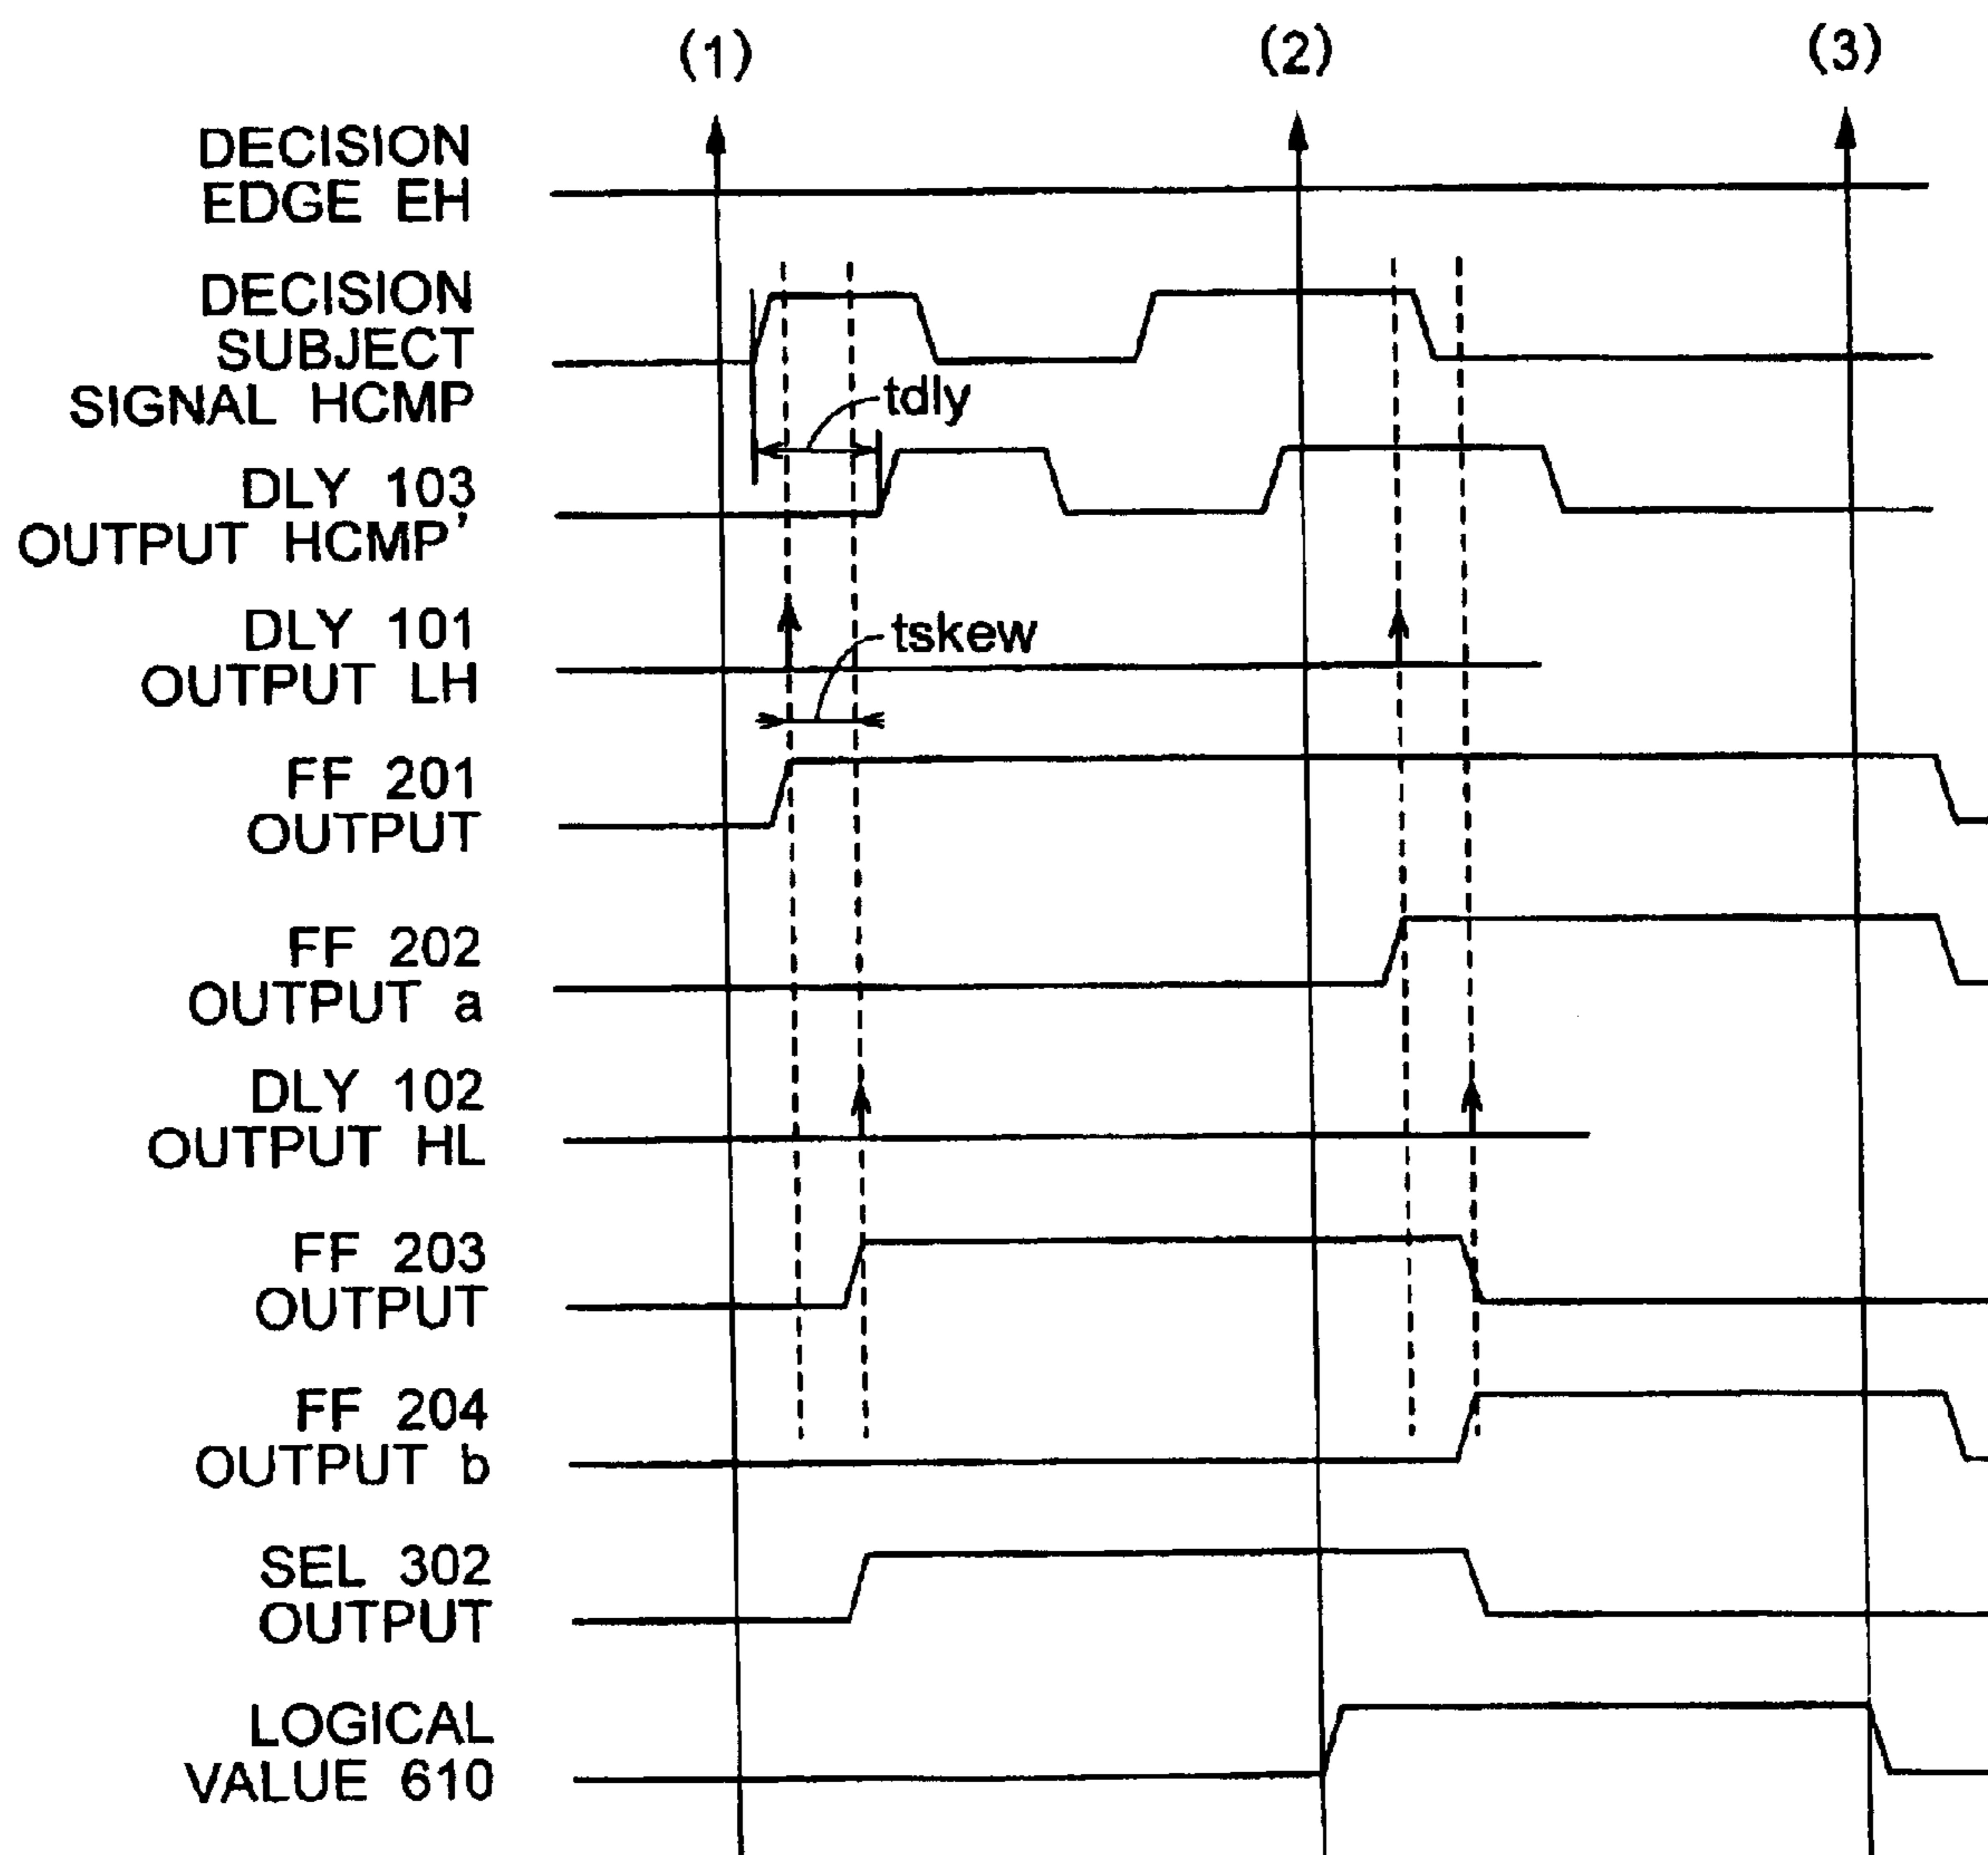 (1)
(2)
(3)
DECISION
EDGE EH
DECISION
SUBJECT
SIGNAL HCMP
tdly
DLY 103
OUTPUT HCMP'
DLY 101
OUTPUT LH
tskew
FF 201
OUTPUT
FF 202
OUTPUT a
DLY 102
OUTPUT HL
FF 203
OUTPUT
FF 204
OUTPUT b
SEL 302
OUTPUT
LOGICAL
VALUE 610